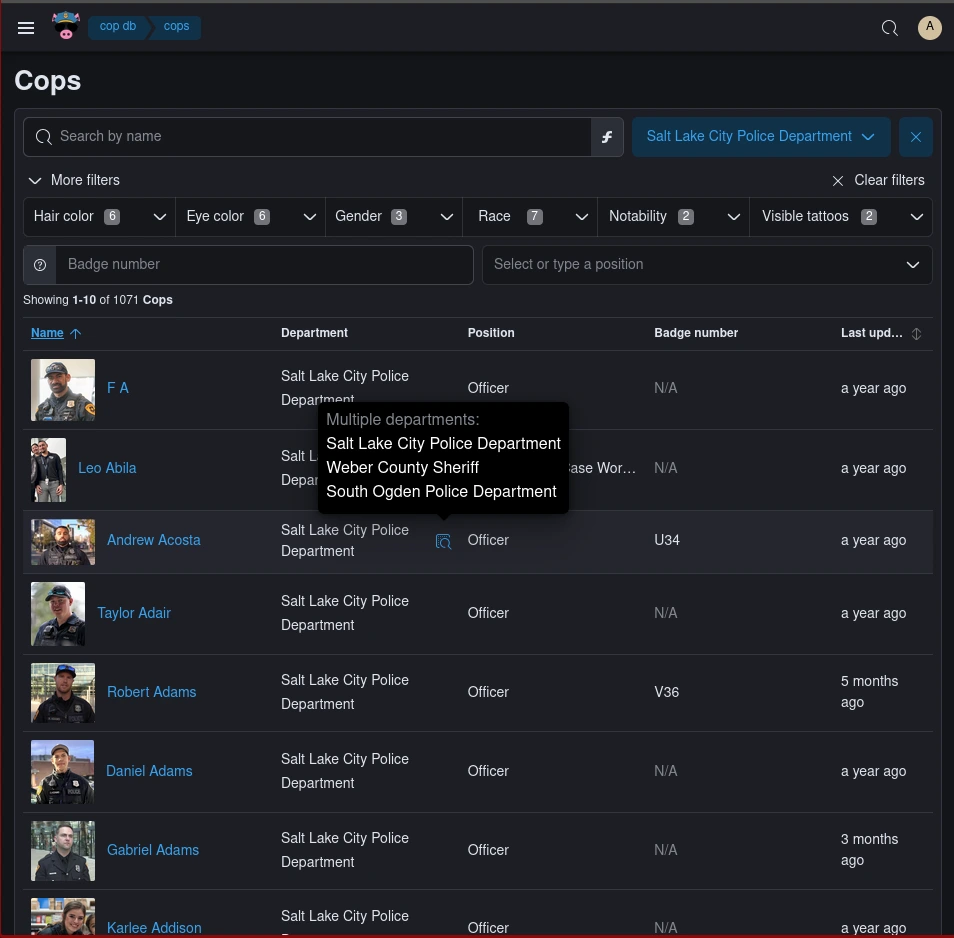 cop db
cops
A
Cops
Search by name
Salt Lake City Police Department
More filters
Clear filters
Hair color 6
Eye color 6
Gender 3
Race 7
Notability 2
Visible tattoos 2
Badge number
Select or type a position
Showing 1-10 of 1071 Cops
Name Department Position Badge number Last upd...
F A Salt Lake City Police Department Officer N/A a year ago
Multiple departments:
Salt Lake City Police Department
Weber County Sheriff
South Ogden Police Department
Leo Abila Salt L
Depar
ase Wor... N/A a year ago
Andrew Acosta Salt Lake City Police
Department
Officer U34 a year ago
Taylor Adair Salt Lake City Police
Department
Officer N/A a year ago
Robert Adams Salt Lake City Police
Department
Officer V36 5 months
ago
Daniel Adams Salt Lake City Police
Department
Officer N/A a year ago
Gabriel Adams Salt Lake City Police
Department
Officer N/A 3 months
ago
Karlee Addison Salt Lake City Police
Officer N/A a year ago